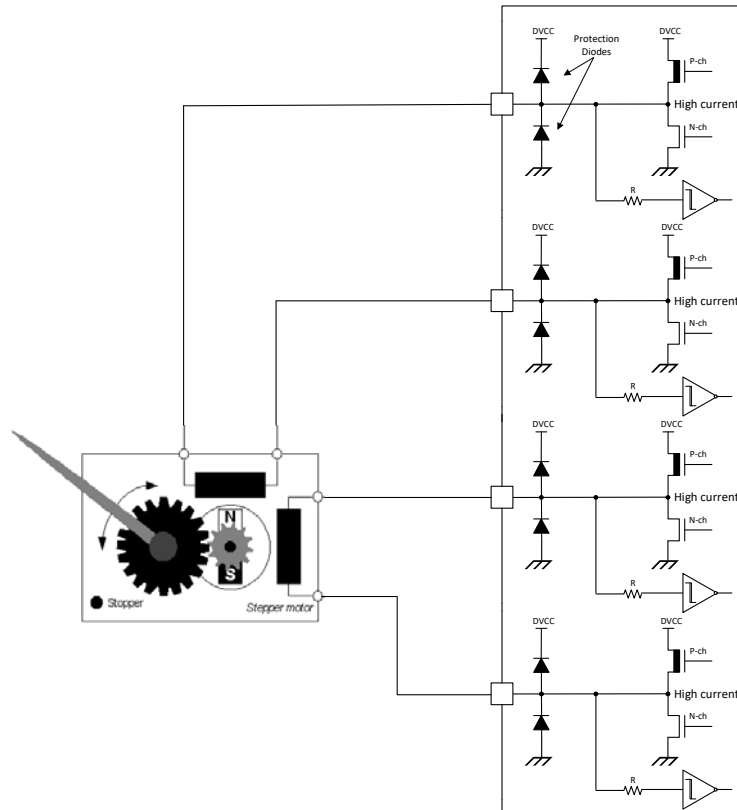 Protection
Diodes
DVCC
DVCC
P-ch
High current
N-ch
R
DVCC
DVCC
P-ch
High current
N-ch
R
DVCC
DVCC
P-ch
High current
N-ch
R
DVCC
DVCC
P-ch
High current
N-ch
R
N
S
Stopper
Stepper motor